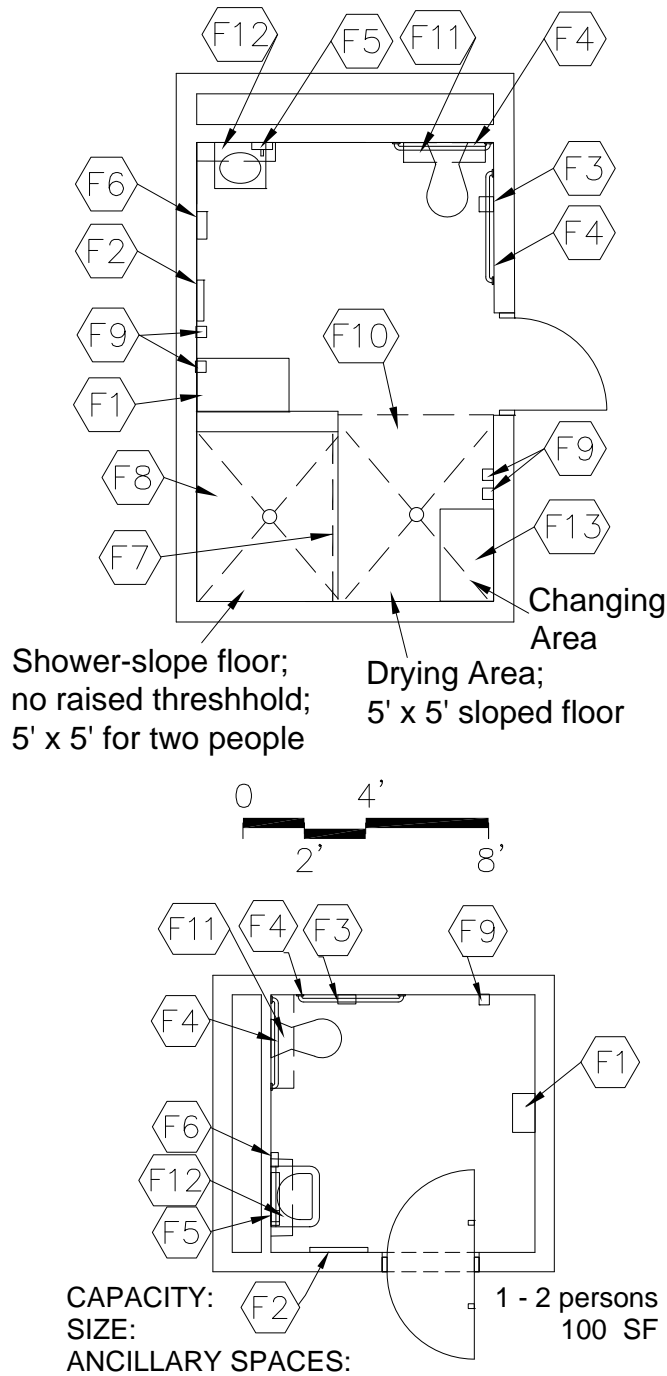 F12 F5 F11 F4
F6
F3
F2
F4
F9
F10
F1
F9
F8
F13
F7
Changing
Area
Shower-slope floor;
no raised threshhold;
5' x 5' for two people
Drying Area;
5' x 5' sloped floor
0 4'
2' 8'
F11 F4 F3 F9
F4
F1
F6
F12
F5
F2
CAPACITY: 1 - 2 persons
SIZE: 100 SF
ANCILLARY SPACES: